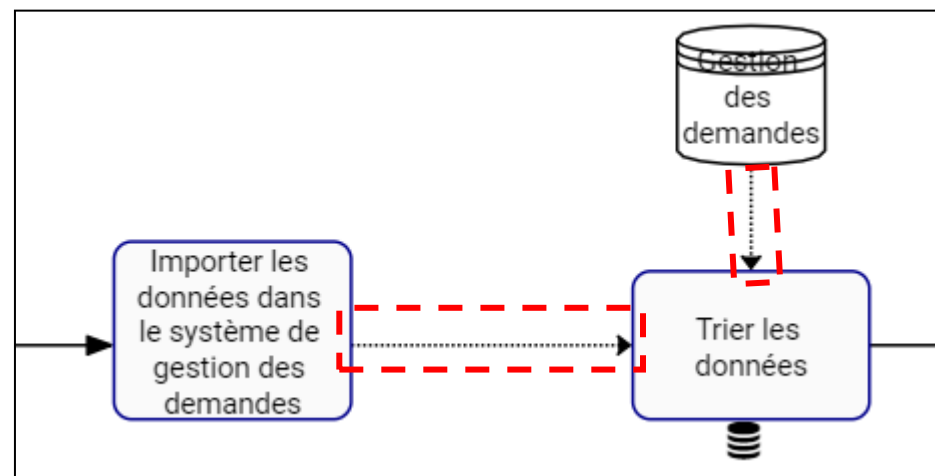 Gestion
des
demandes
Importer les
données dans
le système de
gestion des
demandes
Trier les
données